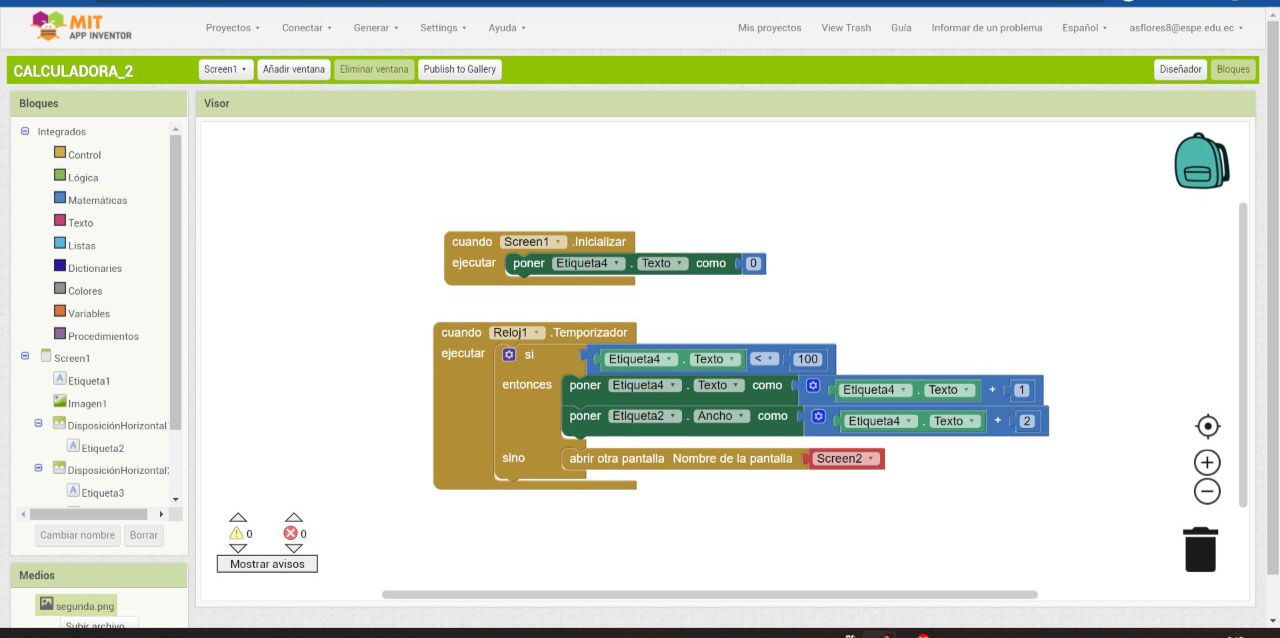 MIT
APP INVENTOR
Proyectos Conectar Generar Settings Ayuda Mis proyectos View Trash Guía Informar de un problema Español asflores8@espe.edu.ec
CALCULADORA_2 Screen1 Añadir ventana Eliminar ventana Publish to Gallery Diseñador Bloques
Bloques
Integrados
Control
Lógica
Matemáticas
Texto
Listas
Dictionaries
Colores
Variables
Procedimientos
Screen1
Etiqueta1
Imagen1
DisposiciónHorizontal
Etiqueta2
DisposiciónHorizontal
Etiqueta3
Cambiar nombre Borrar
Medios
segunda.png
Subir archivo
Visor
cuando Screen1 .Inicializar
ejecutar poner Etiqueta4 . Texto como 0
cuando Reloj1 .Temporizador
ejecutar si Etiqueta4 . Texto < 100
entonces poner Etiqueta4 . Texto como Etiqueta4 . Texto + 1
poner Etiqueta2 . Ancho como Etiqueta4 . Texto + 2
sino abrir otra pantalla Nombre de la pantalla Screen2
0 0
Mostrar avisos